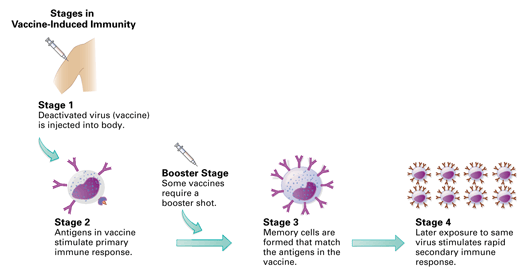 Stages in
Vaccine-Induced Immunity
Stage 1
Deactivated virus (vaccine)
is injected into body.
Stage 2
Antigens in vaccine
stimulate primary
immune response.
Booster Stage
Some vaccines
require a
booster shot.
Stage 3
Memory cells are
formed that match
the antigens in the
vaccine.
Stage 4
Later exposure to same
virus stimulates rapid
secondary immune
response.